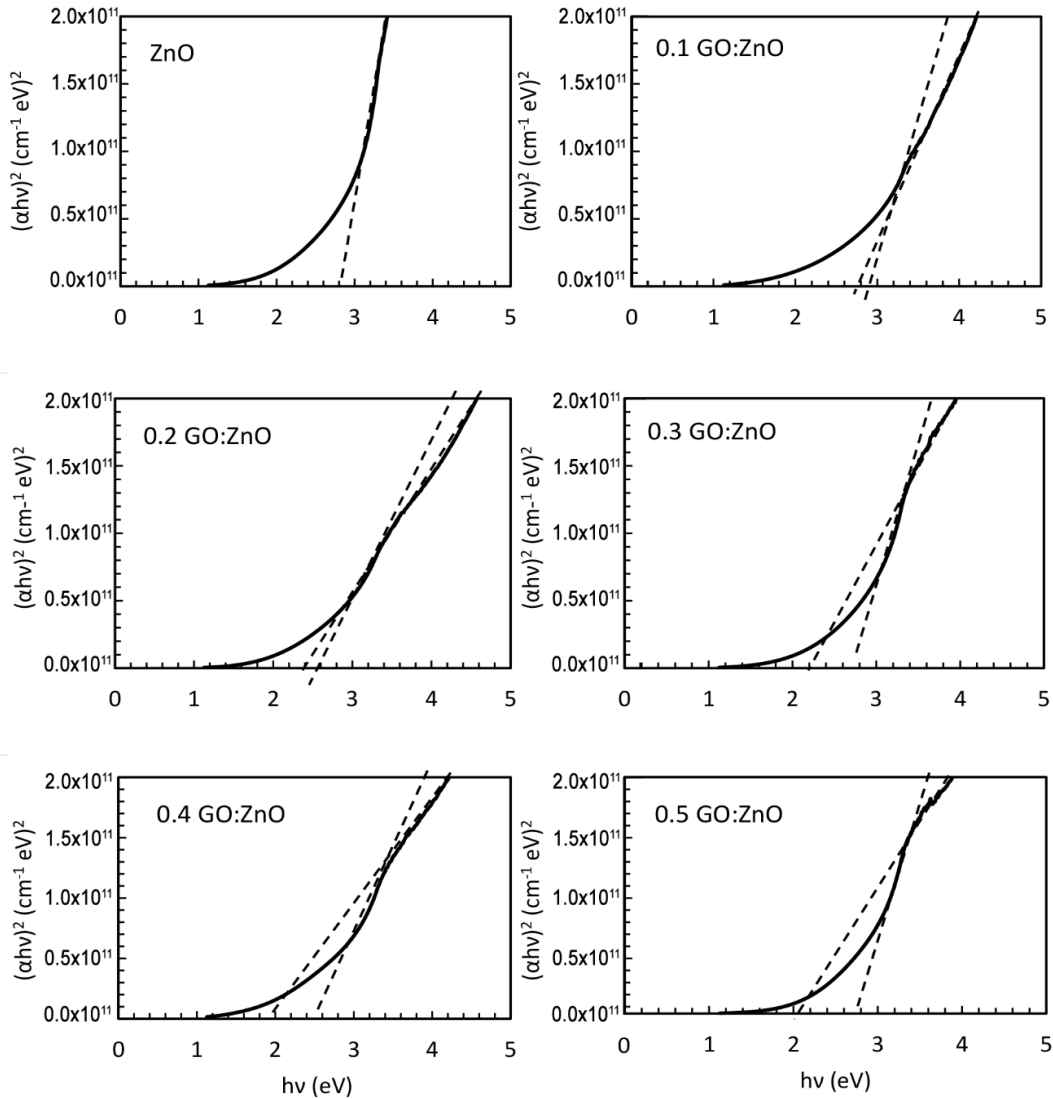 ZnO
(αhν)² (cm⁻¹ eV)²
2.0x10¹¹
1.5x10¹¹
1.0x10¹¹
0.5x10¹¹
0.0x10¹¹
0 1 2 3 4 5
0.1 GO:ZnO
(αhν)² (cm⁻¹ eV)²
2.0x10¹¹
1.5x10¹¹
1.0x10¹¹
0.5x10¹¹
0.0x10¹¹
0 1 2 3 4 5
0.2 GO:ZnO
(αhν)² (cm⁻¹ eV)²
2.0x10¹¹
1.5x10¹¹
1.0x10¹¹
0.5x10¹¹
0.0x10¹¹
0 1 2 3 4 5
0.3 GO:ZnO
(αhν)² (cm⁻¹ eV)²
2.0x10¹¹
1.5x10¹¹
1.0x10¹¹
0.5x10¹¹
0.0x10¹¹
0 1 2 3 4 5
0.4 GO:ZnO
(αhν)² (cm⁻¹ eV)²
2.0x10¹¹
1.5x10¹¹
1.0x10¹¹
0.5x10¹¹
0.0x10¹¹
0 1 2 3 4 5
hν (eV)
0.5 GO:ZnO
(αhν)² (cm⁻¹ eV)²
2.0x10¹¹
1.5x10¹¹
1.0x10¹¹
0.5x10¹¹
0.0x10¹¹
0 1 2 3 4 5
hν (eV)